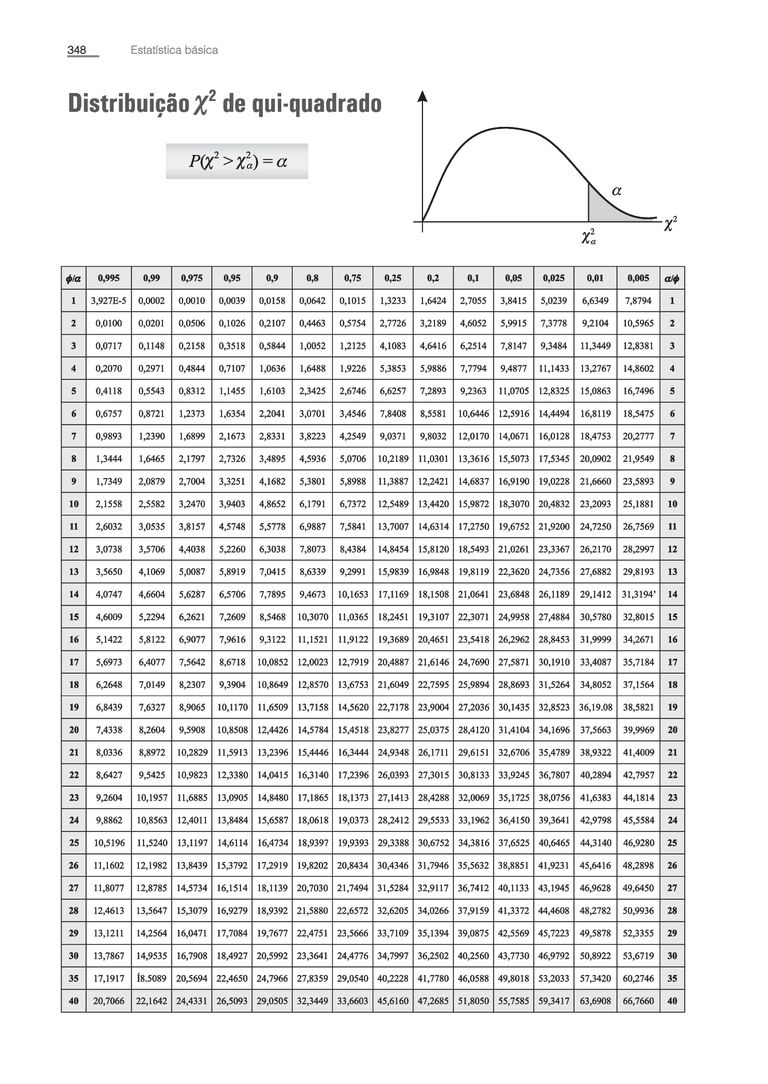 348 Estatística básica
Distribuição χ² de qui-quadrado
P(χ² > χ²α) = α
α
χ²
χ²α
ϕ/α 0,995 0,99 0,975 0,95 0,9 0,8 0,75 0,25 0,2 0,1 0,05 0,025 0,01 0,005 α/ϕ
1 3,927E-5 0,0002 0,0010 0,0039 0,0158 0,0642 0,1015 1,3233 1,6424 2,7055 3,8415 5,0239 6,6349 7,8794 1
2 0,0100 0,0201 0,0506 0,1026 0,2107 0,4463 0,5754 2,7726 3,2189 4,6052 5,9915 7,3778 9,2104 10,5965 2
3 0,0717 0,1148 0,2158 0,3518 0,5844 1,0052 1,2125 4,1083 4,6416 6,2514 7,8147 9,3484 11,3449 12,8381 3
4 0,2070 0,2971 0,4844 0,7107 1,0636 1,6488 1,9226 5,3853 5,9886 7,7794 9,4877 11,1433 13,2767 14,8602 4
5 0,4118 0,5543 0,8312 1,1455 1,6103 2,3425 2,6746 6,6257 7,2893 9,2363 11,0705 12,8325 15,0863 16,7496 5
6 0,6757 0,8721 1,2373 1,6354 2,2041 3,0701 3,4546 7,8408 8,5581 10,6446 12,5916 14,4494 16,8119 18,5475 6
7 0,9893 1,2390 1,6899 2,1673 2,8331 3,8223 4,2549 9,0371 9,8032 12,0170 14,0671 16,0128 18,4753 20,2777 7
8 1,3444 1,6465 2,1797 2,7326 3,4895 4,5936 5,0706 10,2189 11,0301 13,3616 15,5073 17,5345 20,0902 21,9549 8
9 1,7349 2,0879 2,7004 3,3251 4,1682 5,3801 5,8988 11,3887 12,2421 14,6837 16,9190 19,0228 21,6660 23,5893 9
10 2,1558 2,5582 3,2470 3,9403 4,8652 6,1791 6,7372 12,5489 13,4420 15,9872 18,3070 20,4832 23,2093 25,1881 10
11 2,6032 3,0535 3,8157 4,5748 5,5778 6,9887 7,5841 13,7007 14,6314 17,2750 19,6752 21,9200 24,7250 26,7569 11
12 3,0738 3,5706 4,4038 5,2260 6,3038 7,8073 8,4384 14,8454 15,8120 18,5493 21,0261 23,3367 26,2170 28,2997 12
13 3,5650 4,1069 5,0087 5,8919 7,0415 8,6339 9,2991 15,9839 16,9848 19,8119 22,3620 24,7356 27,6882 29,8193 13
14 4,0747 4,6604 5,6287 6,5706 7,7895 9,4673 10,1653 17,1169 18,1508 21,0641 23,6848 26,1189 29,1412 31,3194' 14
15 4,6009 5,2294 6,2621 7,2609 8,5468 10,3070 11,0365 18,2451 19,3107 22,3071 24,9958 27,4884 30,5780 32,8015 15
16 5,1422 5,8122 6,9077 7,9616 9,3122 11,1521 11,9122 19,3689 20,4651 23,5418 26,2962 28,8453 31,9999 34,2671 16
17 5,6973 6,4077 7,5642 8,6718 10,0852 12,0023 12,7919 20,4887 21,6146 24,7690 27,5871 30,1910 33,4087 35,7184 17
18 6,2648 7,0149 8,2307 9,3904 10,8649 12,8570 13,6753 21,6049 22,7595 25,9894 28,8693 31,5264 34,8052 37,1564 18
19 6,8439 7,6327 8,9065 10,1170 11,6509 13,7158 14,5620 22,7178 23,9004 27,2036 30,1435 32,8523 36,19.08 38,5821 19
20 7,4338 8,2604 9,5908 10,8508 12,4426 14,5784 15,4518 23,8277 25,0375 28,4120 31,4104 34,1696 37,5663 39,9969 20
21 8,0336 8,8972 10,2829 11,5913 13,2396 15,4446 16,3444 24,9348 26,1711 29,6151 32,6706 35,4789 38,9322 41,4009 21
22 8,6427 9,5425 10,9823 12,3380 14,0415 16,3140 17,2396 26,0393 27,3015 30,8133 33,9245 36,7807 40,2894 42,7957 22
23 9,2604 10,1957 11,6885 13,0905 14,8480 17,1865 18,1373 27,1413 28,4288 32,0069 35,1725 38,0756 41,6383 44,1814 23
24 9,8862 10,8563 12,4011 13,8484 15,6587 18,0618 19,0373 28,2412 29,5533 33,1962 36,4150 39,3641 42,9798 45,5584 24
25 10,5196 11,5240 13,1197 14,6114 16,4734 18,9397 19,9393 29,3388 30,6752 34,3816 37,6525 40,6465 44,3140 46,9280 25
26 11,1602 12,1982 13,8439 15,3792 17,2919 19,8202 20,8434 30,4346 31,7946 35,5632 38,8851 41,9231 45,6416 48,2898 26
27 11,8077 12,8785 14,5734 16,1514 18,1139 20,7030 21,7494 31,5284 32,9117 36,7412 40,1133 43,1945 46,9628 49,6450 27
28 12,4613 13,5647 15,3079 16,9279 18,9392 21,5880 22,6572 32,6205 34,0266 37,9159 41,3372 44,4608 48,2782 50,9936 28
29 13,1211 14,2564 16,0471 17,7084 19,7677 22,4751 23,5666 33,7109 35,1394 39,0875 42,5569 45,7223 49,5878 52,3355 29
30 13,7867 14,9535 16,7908 18,4927 20,5992 23,3641 24,4776 34,7997 36,2502 40,2560 43,7730 46,9792 50,8922 53,6719 30
35 17,1917 Í8.5089 20,5694 22,4650 24,7966 27,8359 29,0540 40,2228 41,7780 46,0588 49,8018 53,2033 57,3420 60,2746 35
40 20,7066 22,1642 24,4331 26,5093 29,0505 32,3449 33,6603 45,6160 47,2685 51,8050 55,7585 59,3417 63,6908 66,7660 40